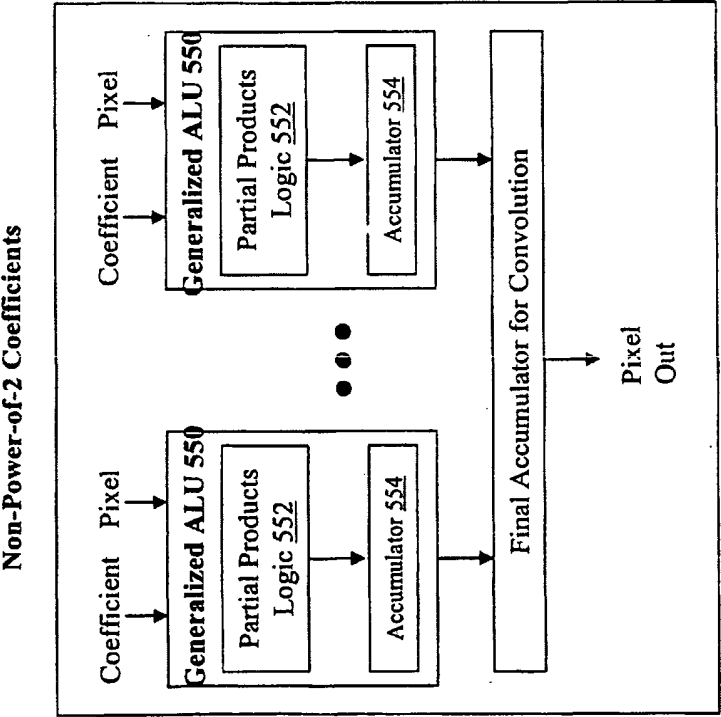 Non-Power-of-2 Coefficients
Coefficient Pixel
Generalized ALU 550
Partial Products
Logic 552
Accumulator 554
Coefficient Pixel
Generalized ALU 550
Partial Products
Logic 552
Accumulator 554
Final Accumulator for Convolution
Pixel
Out